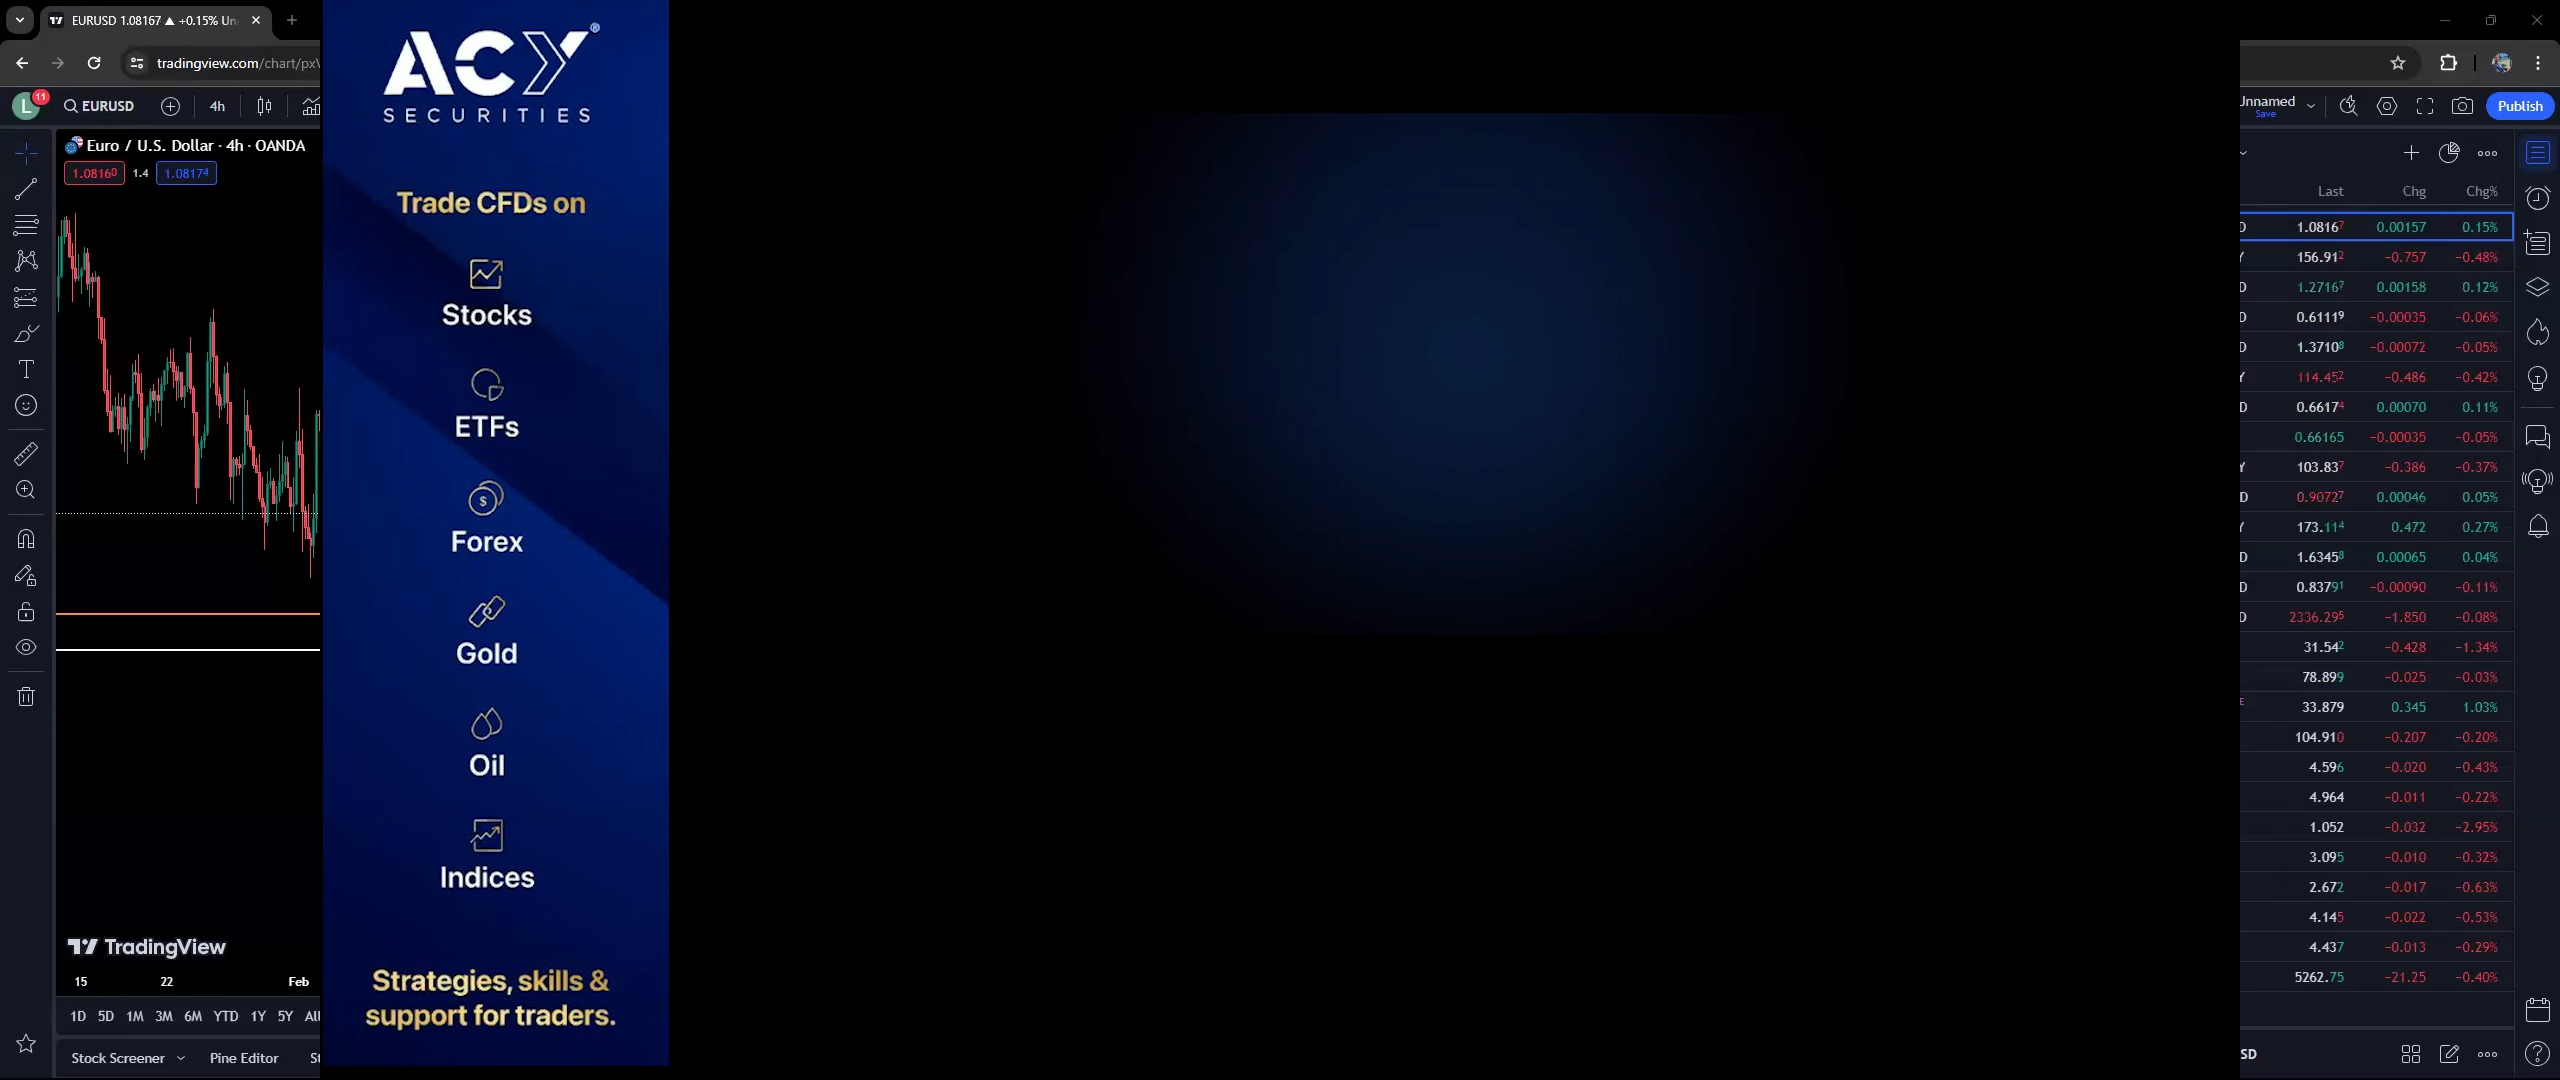 EURUSD 1.08167 ▲ +0.15% Un
tradingview.com/chart/px
L
11
EURUSD
4h
Euro / U.S. Dollar · 4h · OANDA
1.08160
1.4
1.08174
TradingView
15
22
Feb
1D 5D 1M 3M 6M YTD 1Y 5Y All
Stock Screener
Pine Editor
St
ACY®
SECURITIES
Trade CFDs on
Stocks
ETFs
Forex
Gold
Oil
Indices
Strategies, skills &
support for traders.
Unnamed
Save
Publish
Last Chg Chg%
D 1.08167 0.00157 0.15%
Y 156.912 −0.757 −0.48%
D 1.27167 0.00158 0.12%
D 0.61119 −0.00035 −0.06%
D 1.37108 −0.00072 −0.05%
Y 114.452 −0.486 −0.42%
D 0.66174 0.00070 0.11%
0.66165 −0.00035 −0.05%
Y 103.837 −0.386 −0.37%
D 0.90727 0.00046 0.05%
Y 173.114 0.472 0.27%
D 1.63458 0.00065 0.04%
D 0.83791 −0.00090 −0.11%
D 2336.295 −1.850 −0.08%
31.542 −0.428 −1.34%
78.899 −0.025 −0.03%
E 33.879 0.345 1.03%
104.910 −0.207 −0.20%
4.596 −0.020 −0.43%
4.964 −0.011 −0.22%
1.052 −0.032 −2.95%
3.095 −0.010 −0.32%
2.672 −0.017 −0.63%
4.145 −0.022 −0.53%
4.437 −0.013 −0.29%
5262.75 −21.25 −0.40%
SD